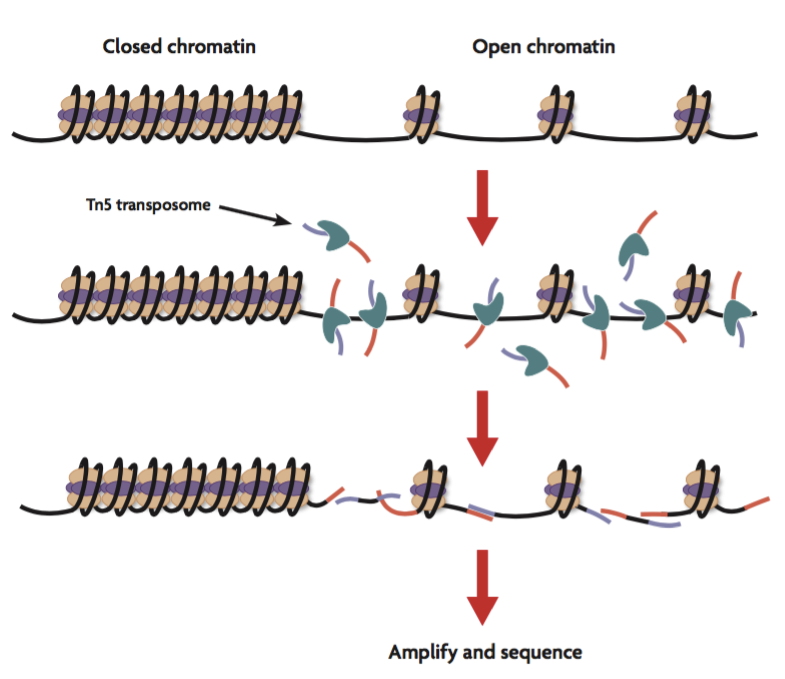 Closed chromatin
Open chromatin
Tn5 transposome
Amplify and sequence